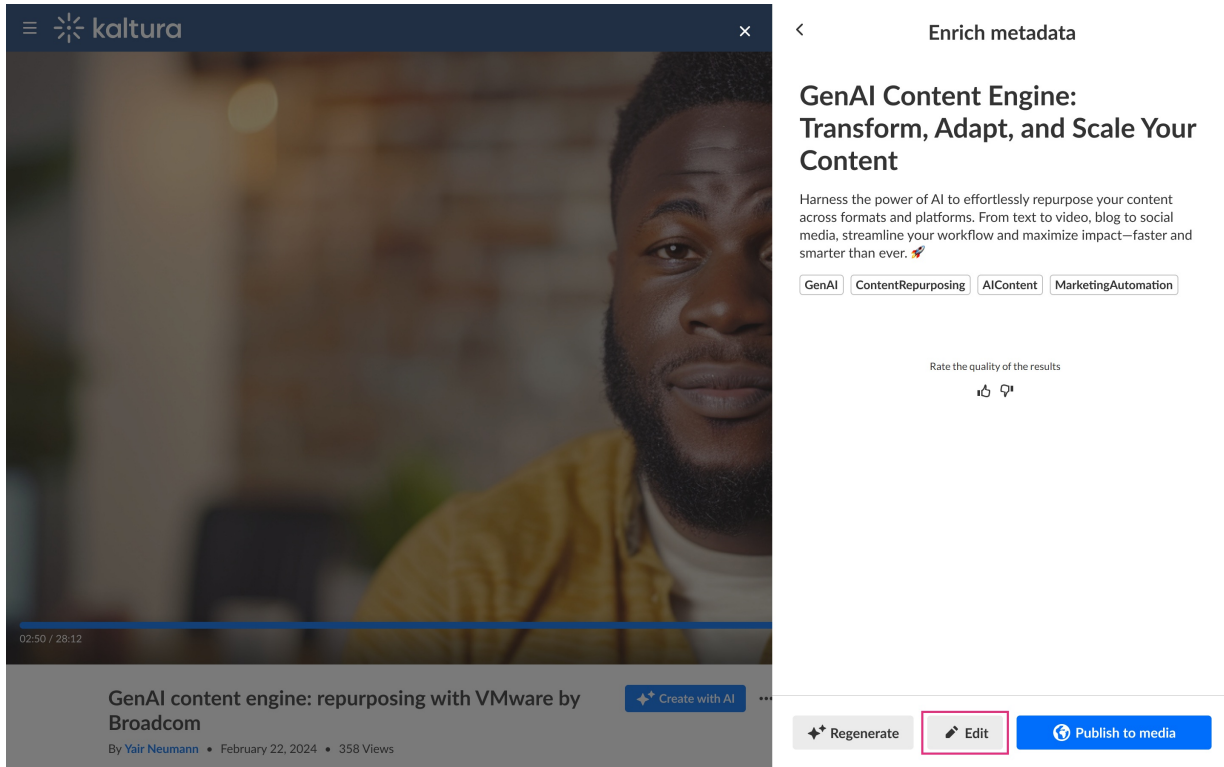 kaltura
02:50 / 28:12
GenAI content engine: repurposing with VMware by
Broadcom
Create with AI
By Yair Neumann • February 22, 2024 • 358 Views
Enrich metadata
GenAI Content Engine:
Transform, Adapt, and Scale Your
Content
Harness the power of AI to effortlessly repurpose your content
across formats and platforms. From text to video, blog to social
media, streamline your workflow and maximize impact—faster and
smarter than ever. 🚀
GenAI ContentRepurposing AIContent MarketingAutomation
Rate the quality of the results
Regenerate Edit Publish to media